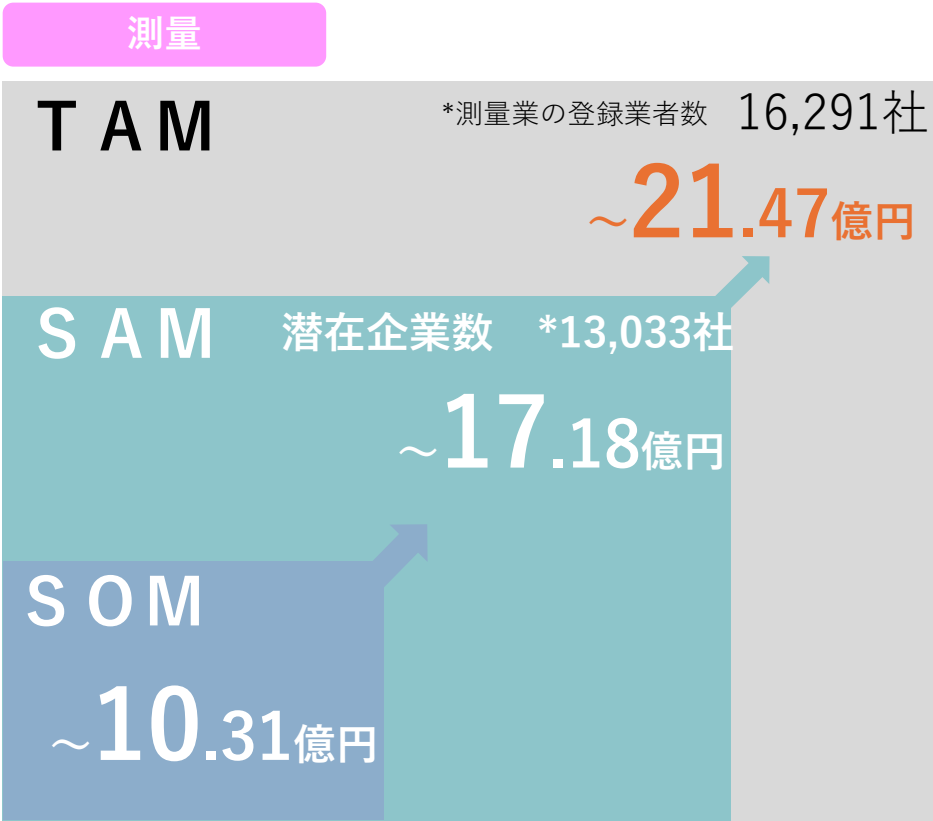 測量
TAM
*測量業の登録業者数 16,291社
~21.47億円
SAM 潜在企業数 *13,033社
~17.18億円
SOM
~10.31億円